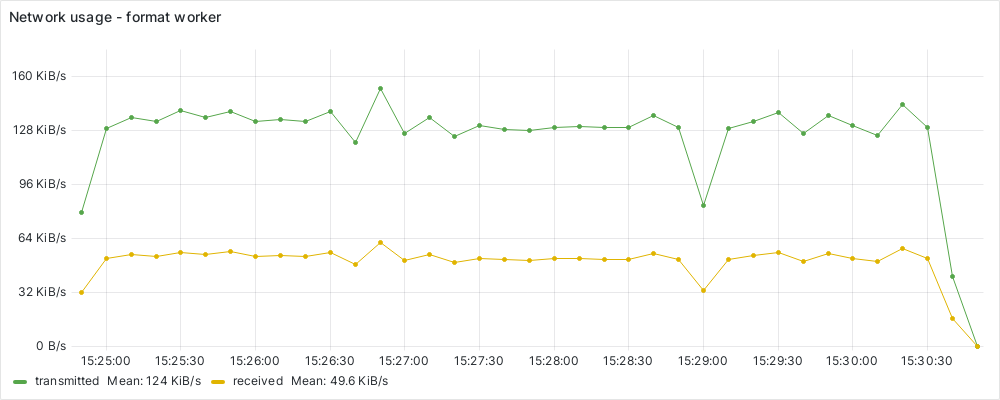 Network usage - format worker
160 KiB/s
128 KiB/s
96 KiB/s
64 KiB/s
32 KiB/s
0 B/s
15:25:00 15:25:30 15:26:00 15:26:30 15:27:00 15:27:30 15:28:00 15:28:30 15:29:00 15:29:30 15:30:00 15:30:30
transmitted Mean: 124 KiB/s received Mean: 49.6 KiB/s